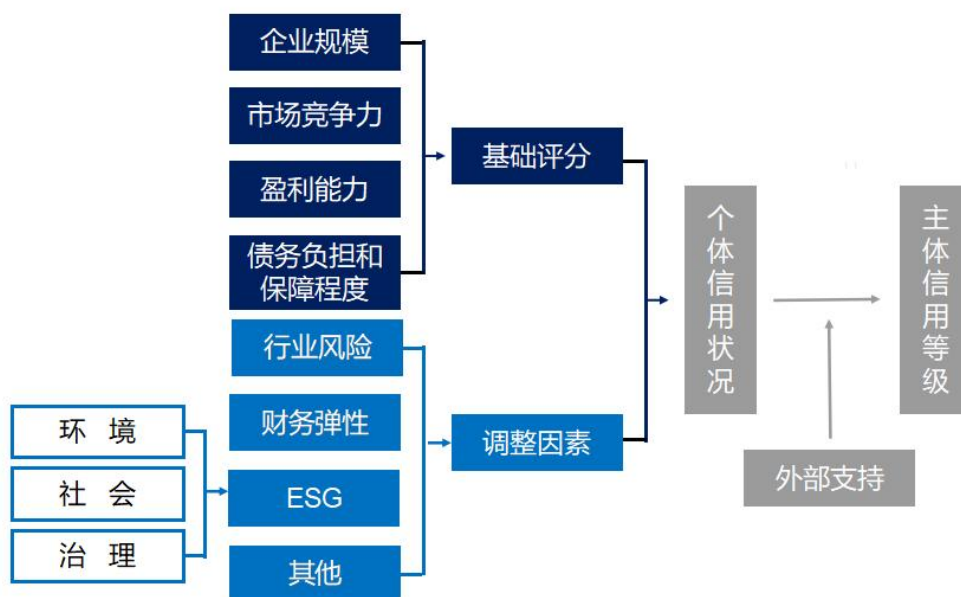 企业规模
市场竞争力
盈利能力
债务负担和
保障程度
行业风险
财务弹性
ESG
其他
环 境
社 会
治 理
基础评分
调整因素
个体信用状况
外部支持
主体信用等级